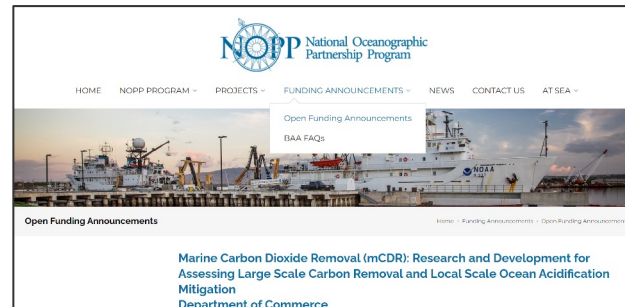 NOPP National Oceanographic
Partnership Program
HOME NOPP PROGRAM PROJECTS FUNDING ANNOUNCEMENTS NEWS CONTACT US AT SEA
Open Funding Announcements
BAA FAQs
NOAA
Open Funding Announcements
Home Funding Announcements Open Funding Announcement
Marine Carbon Dioxide Removal (mCDR): Research and Development for
Assessing Large Scale Carbon Removal and Local Scale Ocean Acidification
Mitigation
Department of Commerce